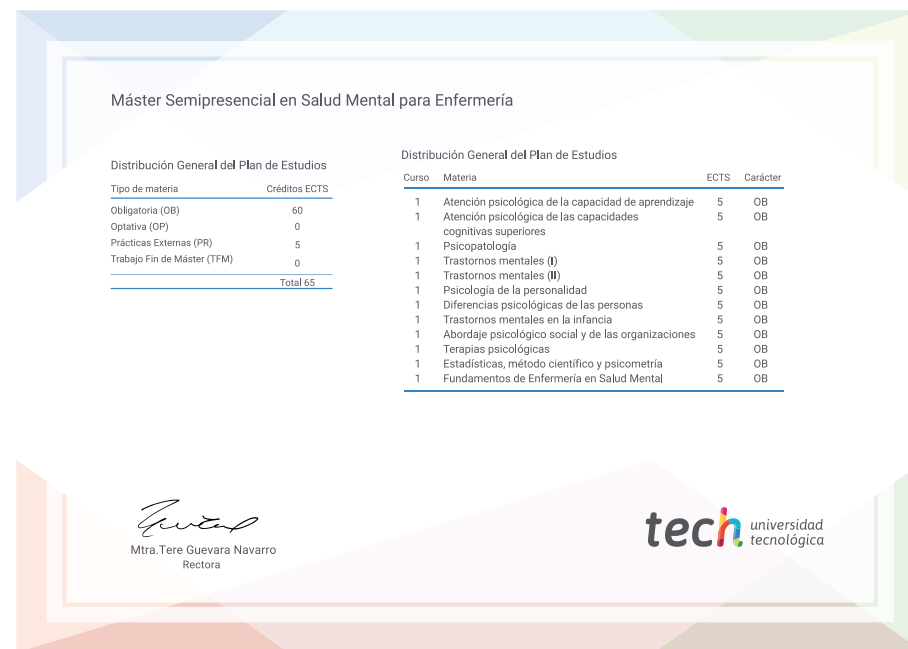 Máster Semipresencial en Salud Mental para Enfermería
Distribución General del Plan de Estudios
Tipo de materia Créditos ECTS
Obligatoria (OB) 60
Optativa (OP) 0
Prácticas Externas (PR) 5
Trabajo Fin de Máster (TFM) 0
Total 65
Distribución General del Plan de Estudios
Curso Materia ECTS Carácter
1 Atención psicológica de la capacidad de aprendizaje 5 OB
1 Atención psicológica de las capacidades 5 OB
cognitivas superiores
1 Psicopatología 5 OB
1 Trastornos mentales (I) 5 OB
1 Trastornos mentales (II) 5 OB
1 Psicología de la personalidad 5 OB
1 Diferencias psicológicas de las personas 5 OB
1 Trastornos mentales en la infancia 5 OB
1 Abordaje psicológico social y de las organizaciones 5 OB
1 Terapias psicológicas 5 OB
1 Estadísticas, método científico y psicometría 5 OB
1 Fundamentos de Enfermería en Salud Mental 5 OB
Mtra.Tere Guevara Navarro
Rectora
tech universidad
tecnológica